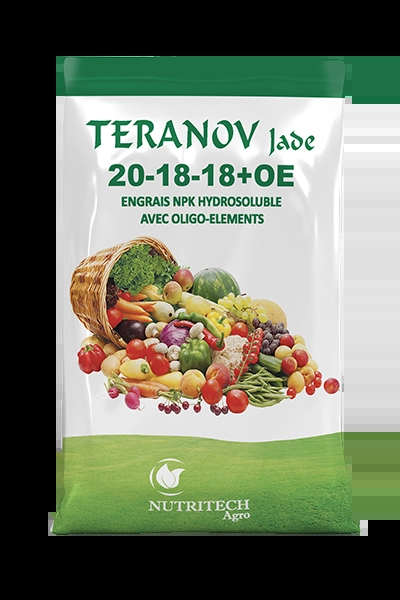 TERANOV Jade
20-18-18+OE
ENGRAIS NPK HYDROSOLUBLE
AVEC OLIGO-ELEMENTS
NUTRITECH
Agro